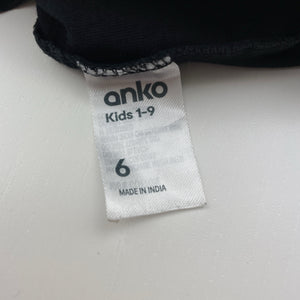 anko
Kids 1-9
6
MADE IN INDIA